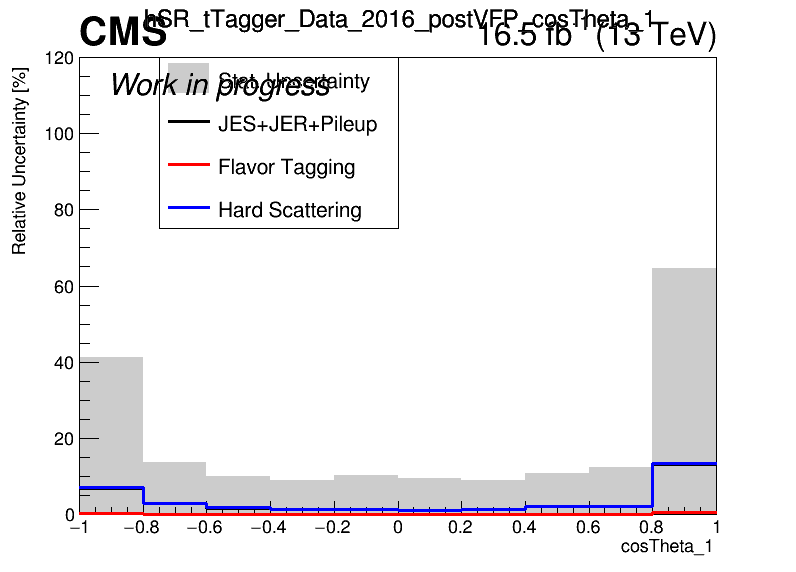 hSR_tTagger_Data_2016_postVFP_cosTheta_1
CMS
16.5 fb⁻¹ (13 TeV)
Work in progress
Stat. Uncertainty
JES+JER+Pileup
Flavor Tagging
Hard Scattering
Relative Uncertainty [%]
120
100
80
60
40
20
0
−1 −0.8 −0.6 −0.4 −0.2 0 0.2 0.4 0.6 0.8 1
cosTheta_1